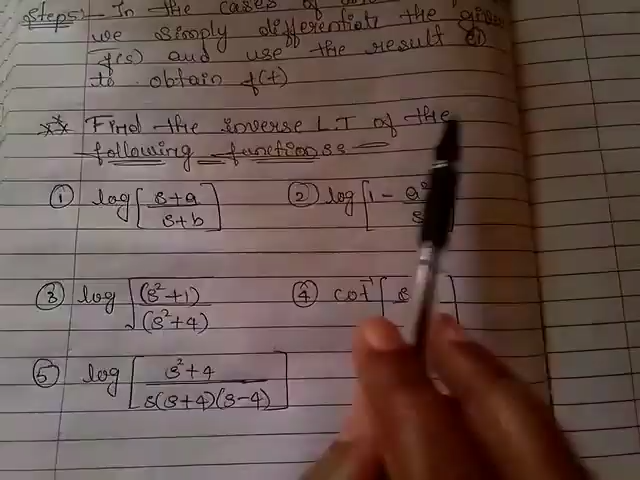 Steps:- In the cases of
we simply differentiate the given
f̄(s) and use the result
to obtain f(t)
** Find the inverse LT of the
following functions :-
① log[s+a/s+b] ② log[1 - a²/s
③ log√(s²+1)/(s²+4) ④ cot⁻¹[s
⑤ log[s²+4/s(s+4)(s-4)]